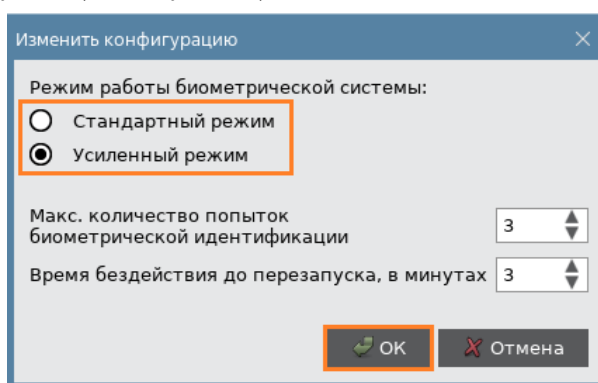 Изменить конфигурацию
Режим работы биометрической системы:
Стандартный режим
Усиленный режим
Макс. количество попыток
биометрической идентификации
3
Время бездействия до перезапуска, в минутах 3
ОК Отмена